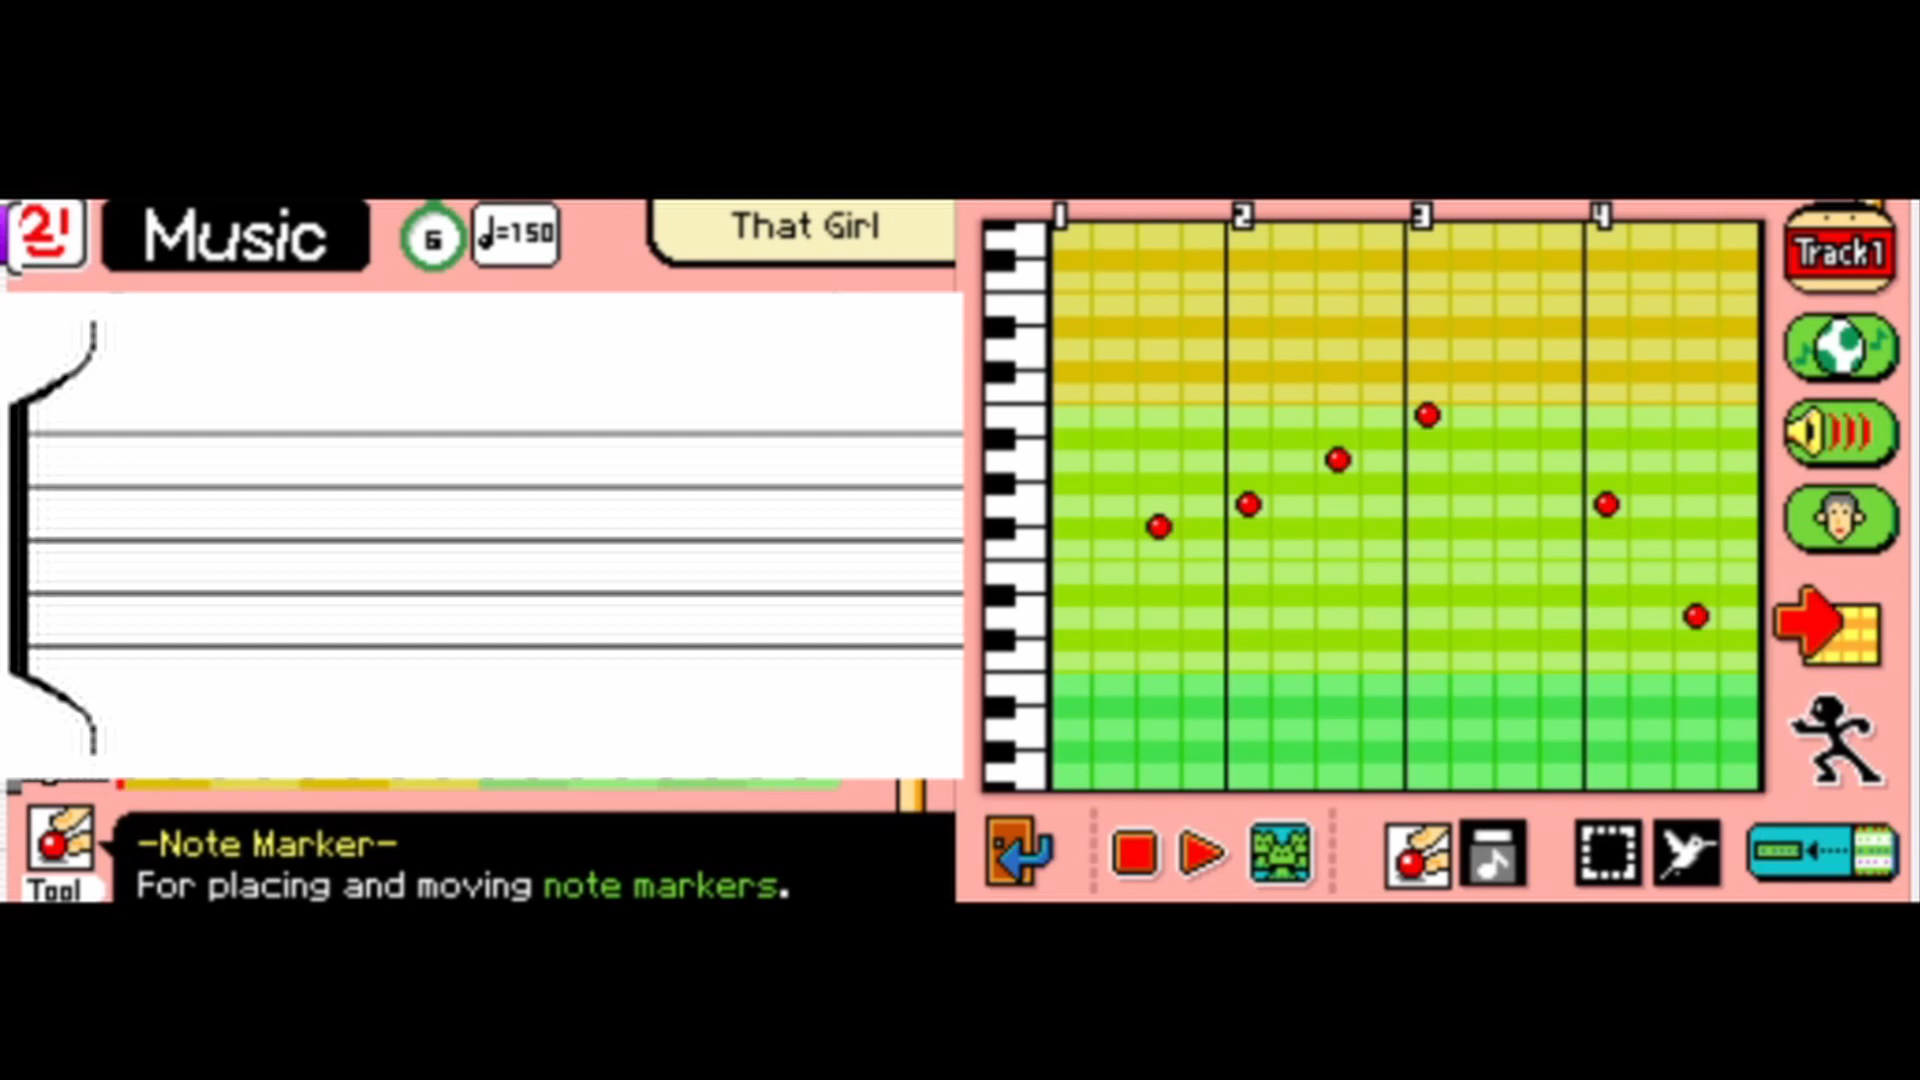 21
Music
6
♩=150
That Girl
1 2 3 4
Track1
-Note Marker-
For placing and moving note markers.
Tool